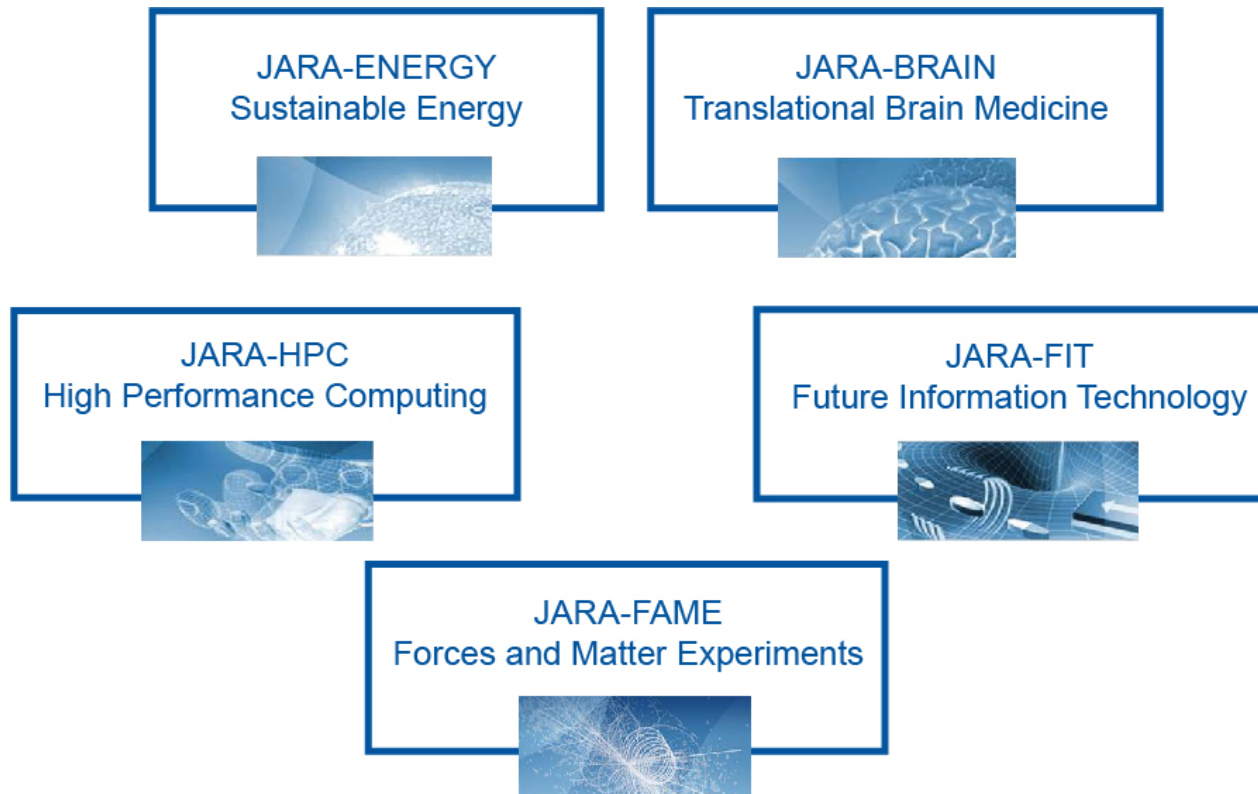 JARA-ENERGY
Sustainable Energy
JARA-BRAIN
Translational Brain Medicine
JARA-HPC
High Performance Computing
JARA-FIT
Future Information Technology
JARA-FAME
Forces and Matter Experiments